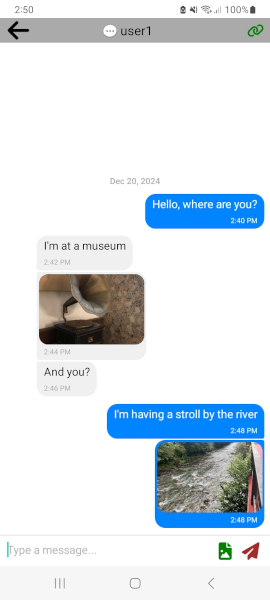 2:50
100%
user1
Dec 20, 2024
Hello, where are you?
2:40 PM
I'm at a museum
2:42 PM
2:44 PM
And you?
2:46 PM
I'm having a stroll by the river
2:48 PM
2:48 PM
Type a message...